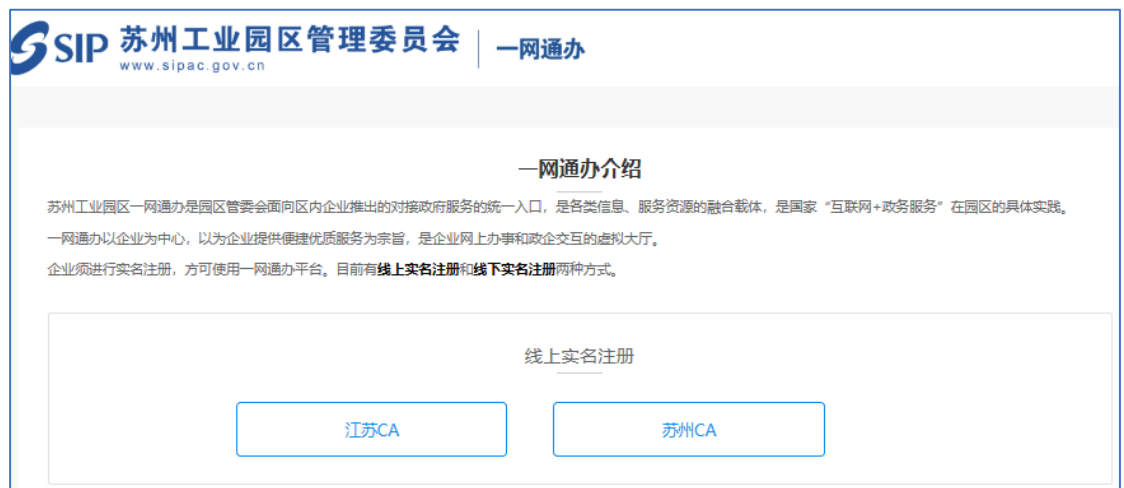 SIP 苏州工业园区管理委员会 一网通办
www.sipac.gov.cn
一网通办介绍
苏州工业园区一网通办是园区管委会面向区内企业推出的对接政府服务的统一入口，是各类信息、服务资源的融合载体，是国家“互联网+政务服务”在园区的具体实践。
一网通办以企业为中心，以为企业提供便捷优质服务为宗旨，是企业网上办事和政企交互的虚拟大厅。
企业须进行实名注册，方可使用一网通办平台。目前有线上实名注册和线下实名注册两种方式。
线上实名注册
江苏CA 苏州CA